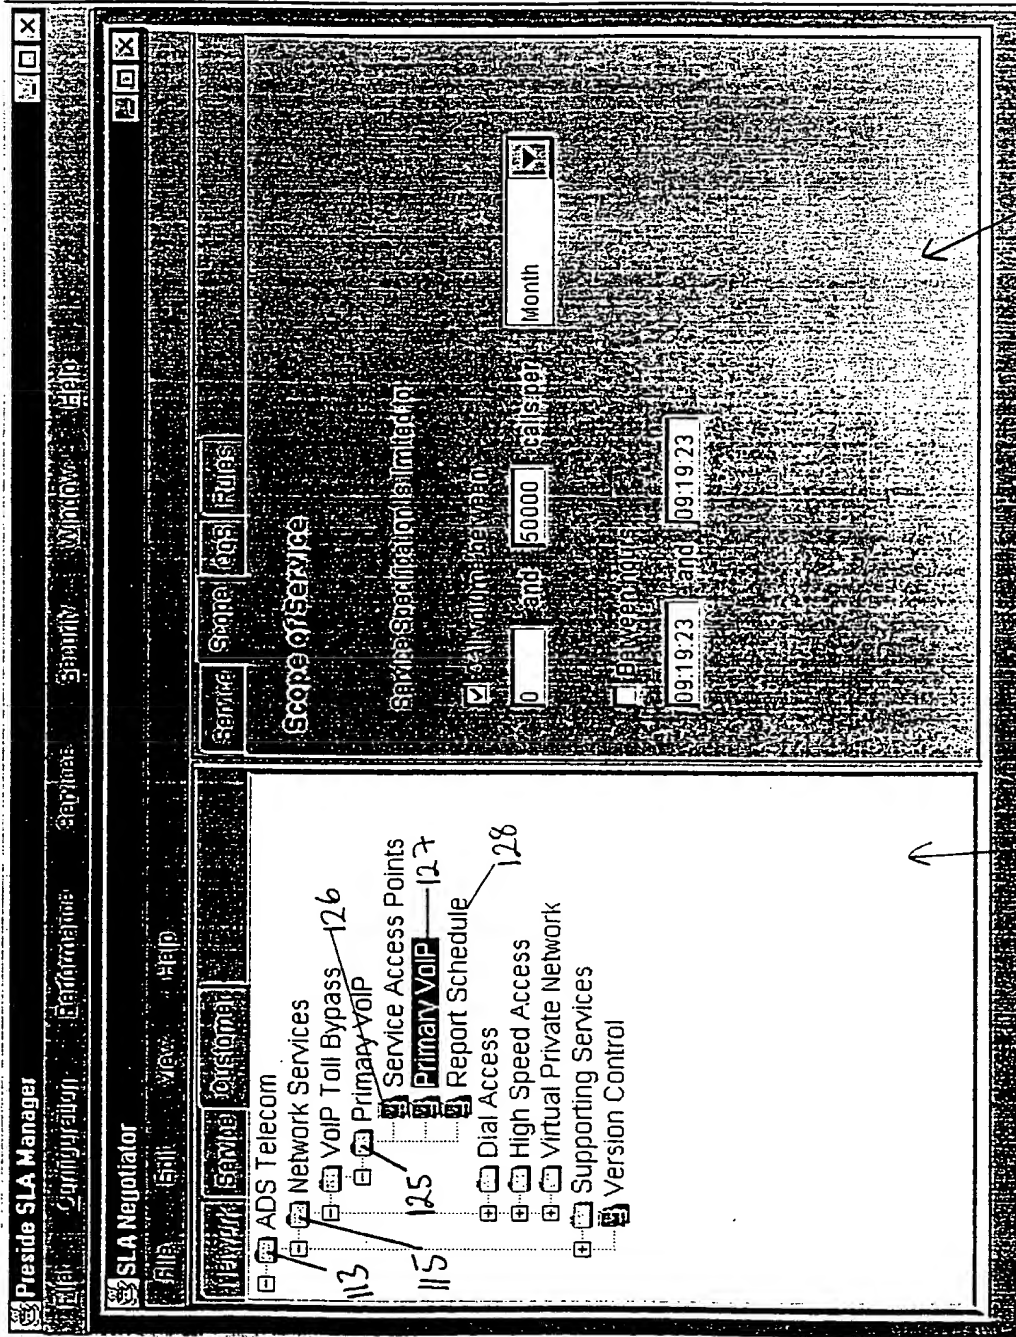 Preside SLA Manager
File Configuration Performance Services Security Window Help
SLA Negotiator
File Edit View Help
Network Service Customer
ADS Telecom
113
Network Services
115
VoIP Toll Bypass
126
Primary VoIP
125
Service Access Points
Primary VoIP 127
Report Schedule 128
Dial Access
High Speed Access
Virtual Private Network
Supporting Services
Version Control
Service Scope QoS Rules
Scope Of Service
Service Specification is limited to:
Call volume between
0 and 50000 calls per Month
Between hours
09:19:23 and 09:19:23